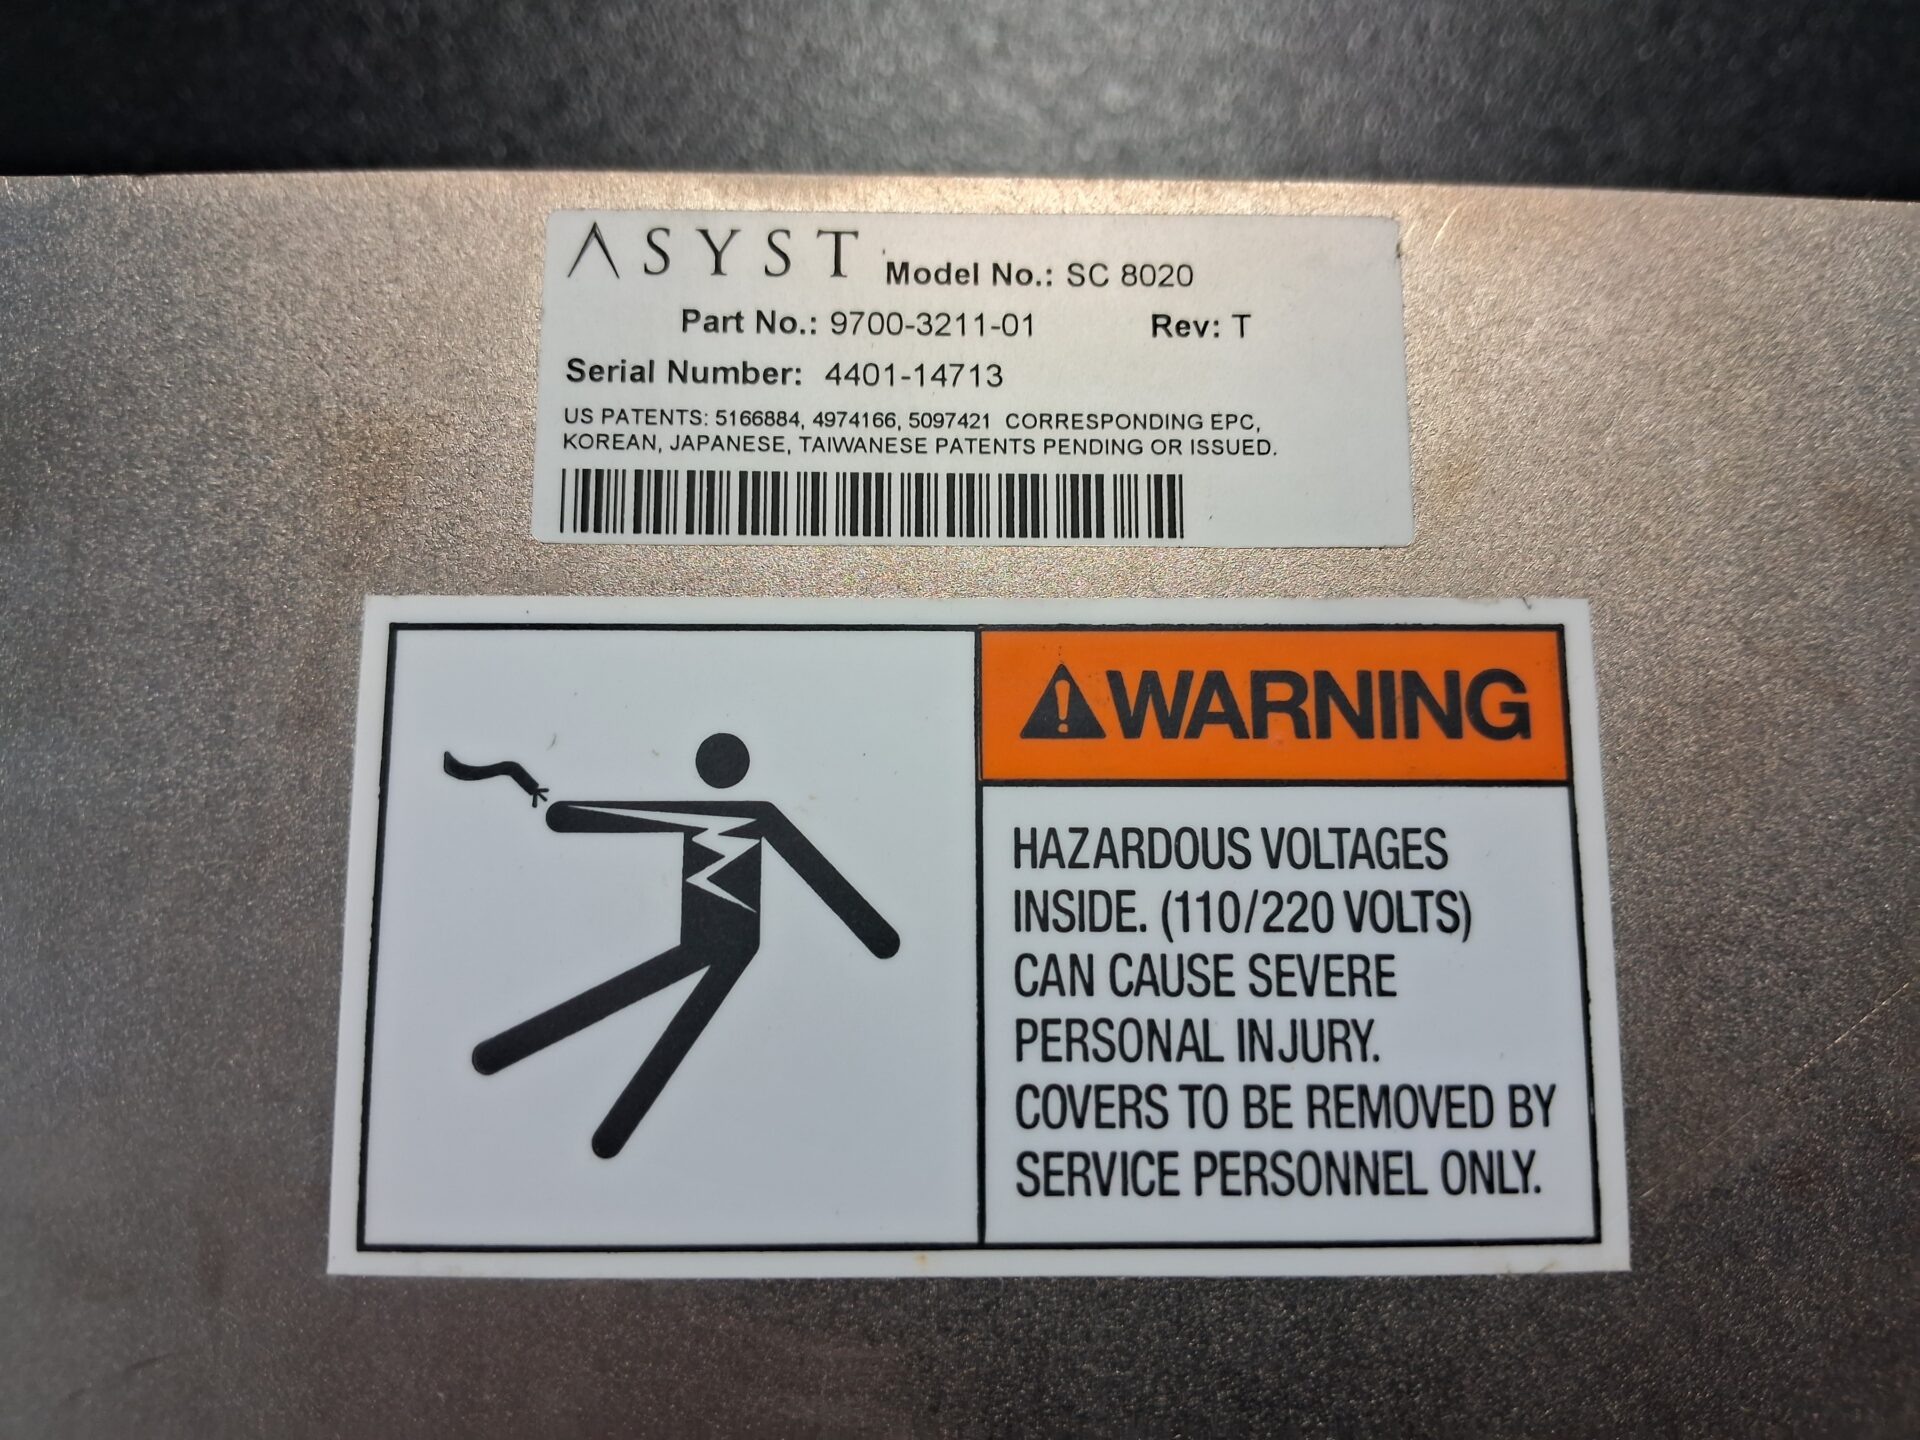 ASYST Model No.: SC 8020
Part No.: 9700-3211-01 Rev: T
Serial Number: 4401-14713
US PATENTS: 5166884, 4974166, 5097421 CORRESPONDING EPC,
KOREAN, JAPANESE, TAIWANESE PATENTS PENDING OR ISSUED.
WARNING
HAZARDOUS VOLTAGES
INSIDE. (110/220 VOLTS)
CAN CAUSE SEVERE
PERSONAL INJURY.
COVERS TO BE REMOVED BY
SERVICE PERSONNEL ONLY.